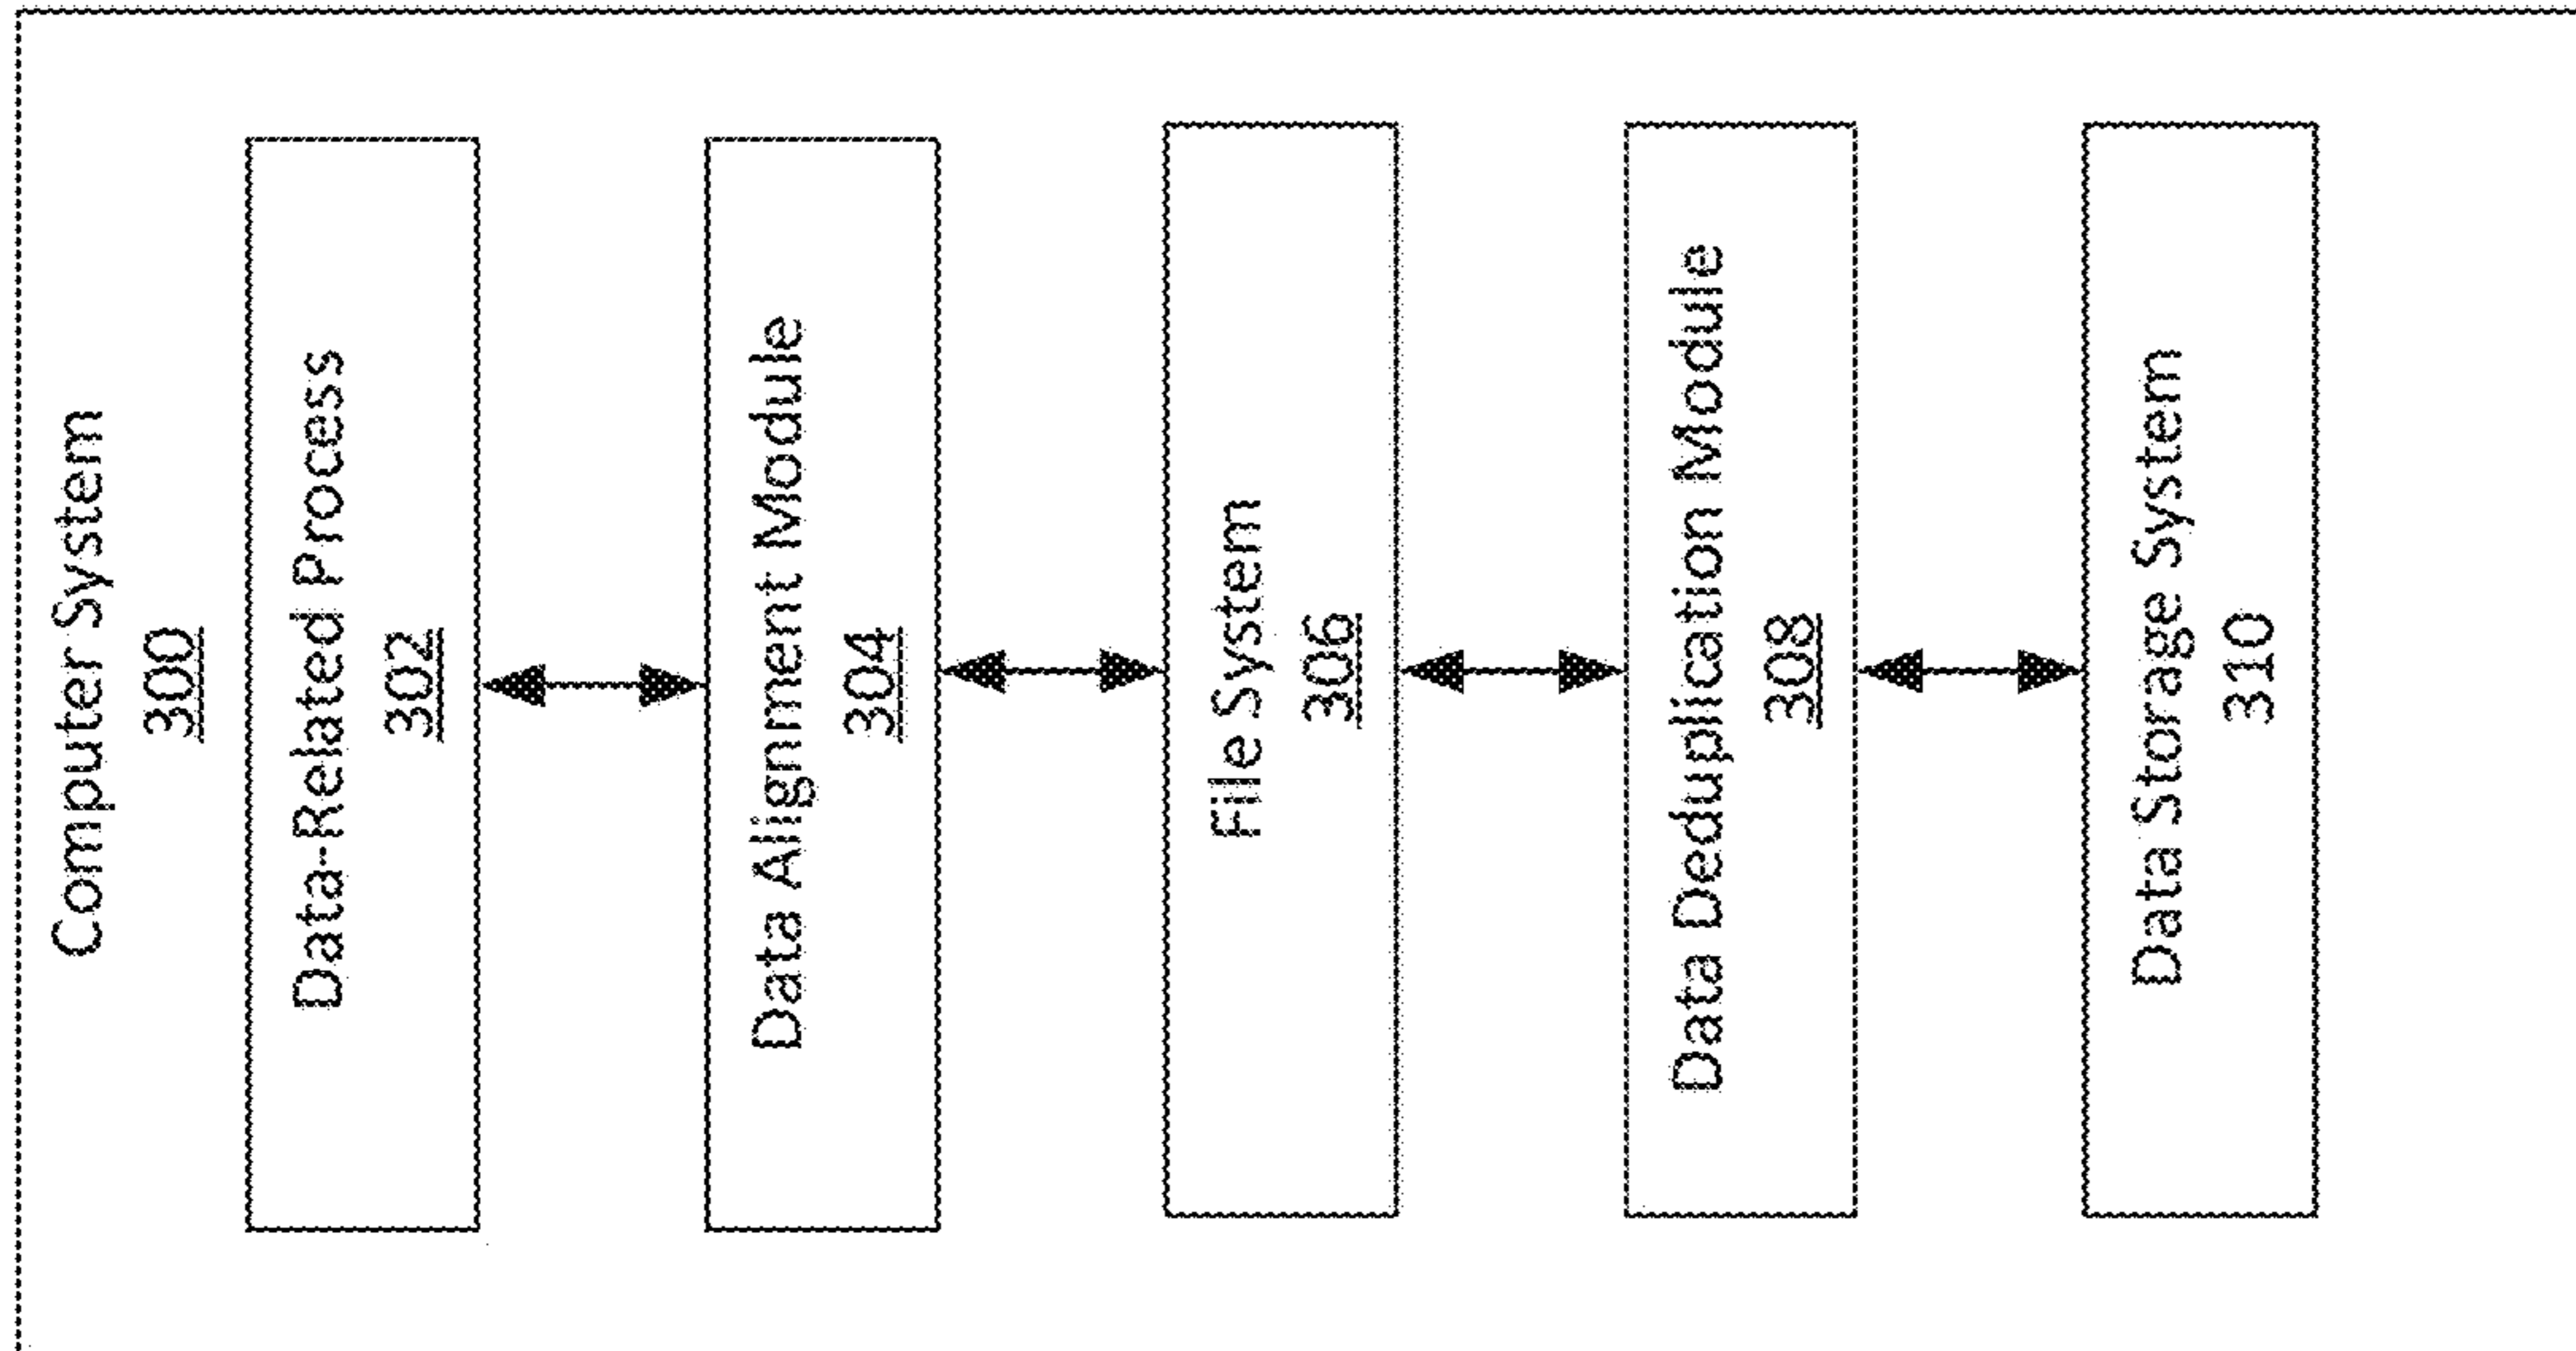 Computer System
300
Data-Related Process
302
Data Alignment Module
304
File System
306
Data Deduplication Module
308
Data Storage System
310